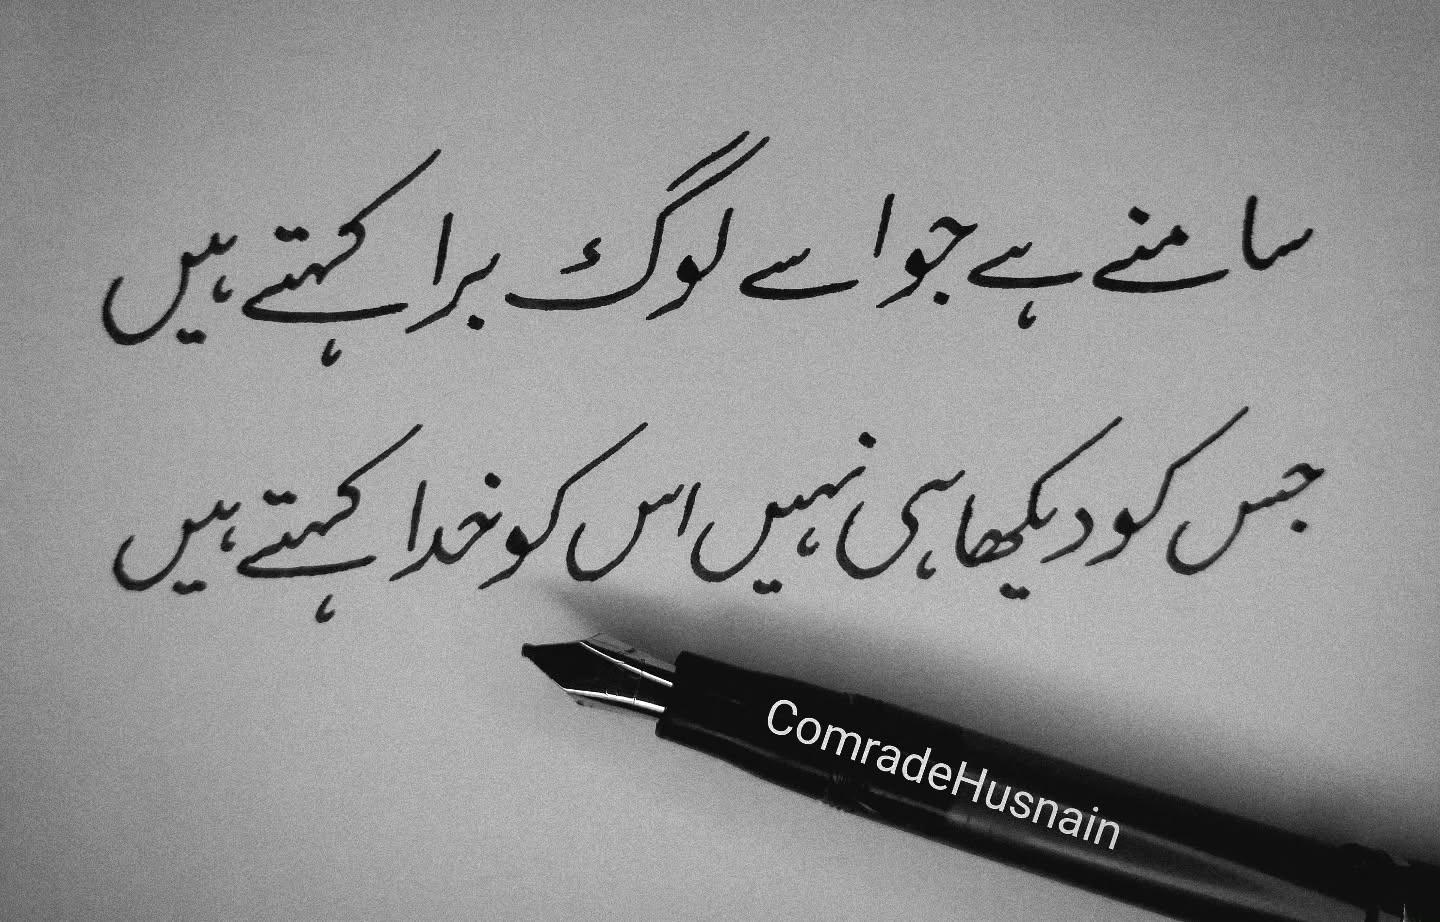 سامنے ہے جو اسے لوگ برا کہتے ہیں
جس کو دیکھا ہی نہیں اس کو خدا کہتے ہیں
ComradeHusnain